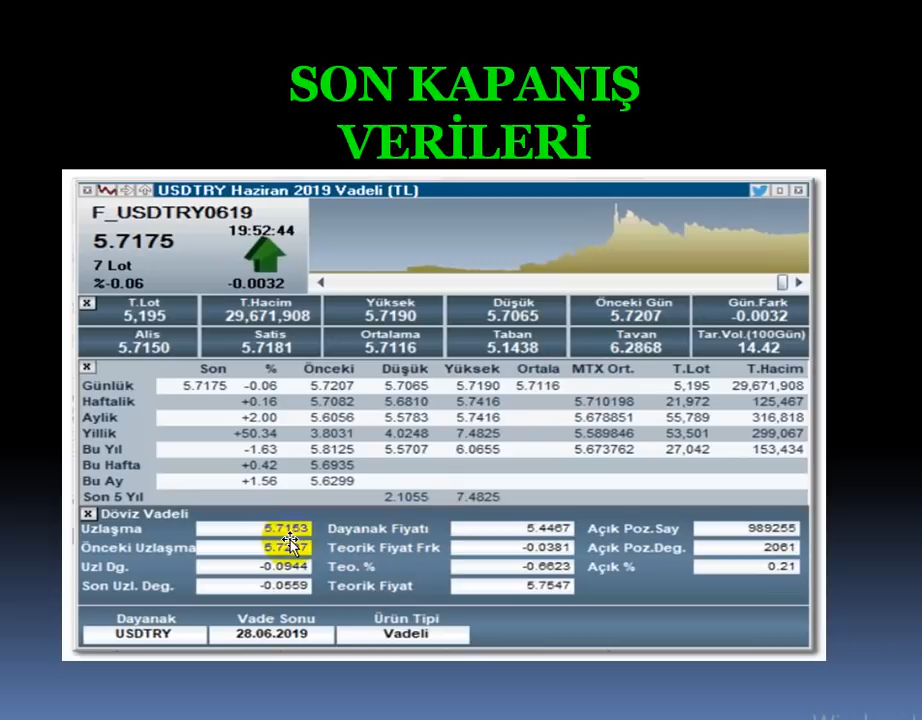 SON KAPANIŞ
VERİLERİ
USDTRY Haziran 2019 Vadeli (TL)
F_USDTRY0619
5.7175 19:52:44
7 Lot
%-0.06 -0.0032
T.Lot T.Hacim Yüksek Düşük Önceki Gün Gün.Fark
5,195 29,671,908 5.7190 5.7065 5.7207 -0.0032
Alis Satis Ortalama Taban Tavan Tar.Vol.(100Gün)
5.7150 5.7181 5.7116 5.1438 6.2868 14.42
Son % Önceki Düşük Yüksek Ortala MTX Ort. T.Lot T.Hacim
Günlük 5.7175 -0.06 5.7207 5.7065 5.7190 5.7116 5,195 29,671,908
Haftalik +0.16 5.7082 5.6810 5.7416 5.710198 21,972 125,467
Aylik +2.00 5.6056 5.5783 5.7416 5.678851 55,789 316,818
Yillik +50.34 3.8031 4.0248 7.4825 5.589846 53,501 299,067
Bu Yıl -1.63 5.8125 5.5707 6.0655 5.673762 27,042 153,434
Bu Hafta +0.42 5.6935
Bu Ay +1.56 5.6299
Son 5 Yıl 2.1055 7.4825
Döviz Vadeli
Uzlaşma 5.7153 Dayanak Fiyatı 5.4467 Açık Poz.Say 989255
Önceki Uzlaşma Teorik Fiyat Frk -0.0381 Açık Poz.Deg. 2061
Uzl Dg. -0.0944 Teo. % -0.6623 Açık % 0.21
Son Uzl. Deg. -0.0559 Teorik Fiyat 5.7547
Dayanak Vade Sonu Ürün Tipi
USDTRY 28.06.2019 Vadeli